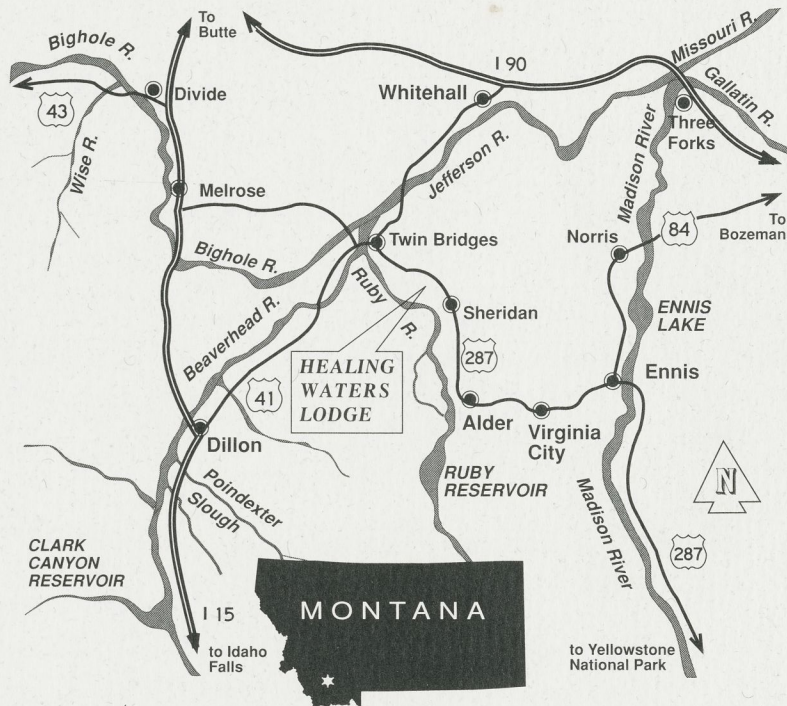 To
Butte
Bighole R.
I 90
Missouri R.
43
Divide
Whitehall
Gallatin R.
Three
Forks
Wise R.
Jefferson R.
Madison River
Melrose
Twin Bridges
Norris
84
To
Bozeman
Bighole R.
Ruby
R.
Sheridan
ENNIS
LAKE
Beaverhead R.
287
HEALING
WATERS
LODGE
41
Ennis
Alder
Virginia
City
Dillon
RUBY
RESERVOIR
N
Poindexter
Slough
Madison River
CLARK
CANYON
RESERVOIR
287
MONTANA
I 15
to Idaho
Falls
to Yellowstone
National Park